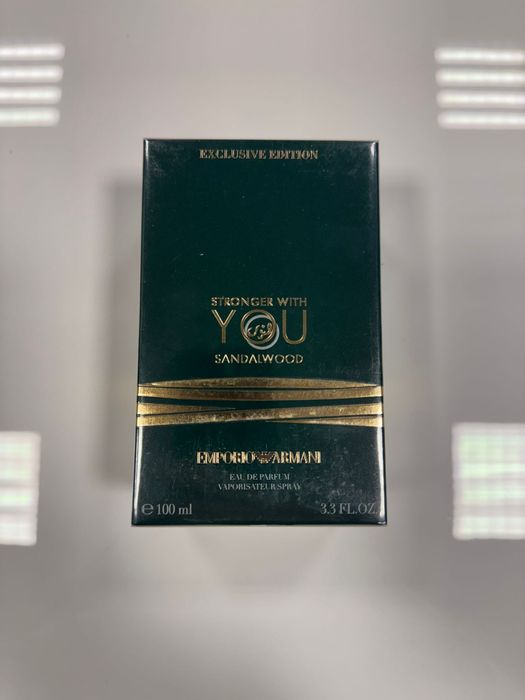 EXCLUSIVE EDITION
STRONGER WITH
YOU
SANDALWOOD
EMPORIO ARMANI
EAU DE PARFUM
VAPORISATEUR SPRAY
℮ 100 ml 3.3 FL.OZ.